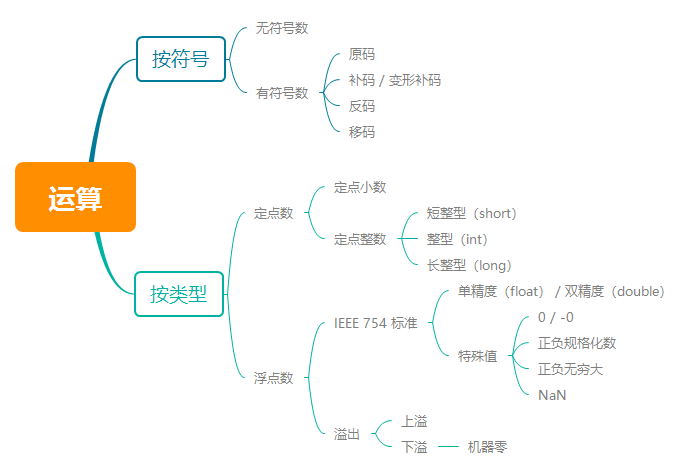 运算
按符号
无符号数
有符号数
原码
补码 / 变形补码
反码
移码
按类型
定点数
定点小数
定点整数
短整型（short）
整型（int）
长整型（long）
浮点数
IEEE 754 标准
单精度（float） / 双精度（double）
特殊值
0 / -0
正负规格化数
正负无穷大
NaN
溢出
上溢
下溢
机器零